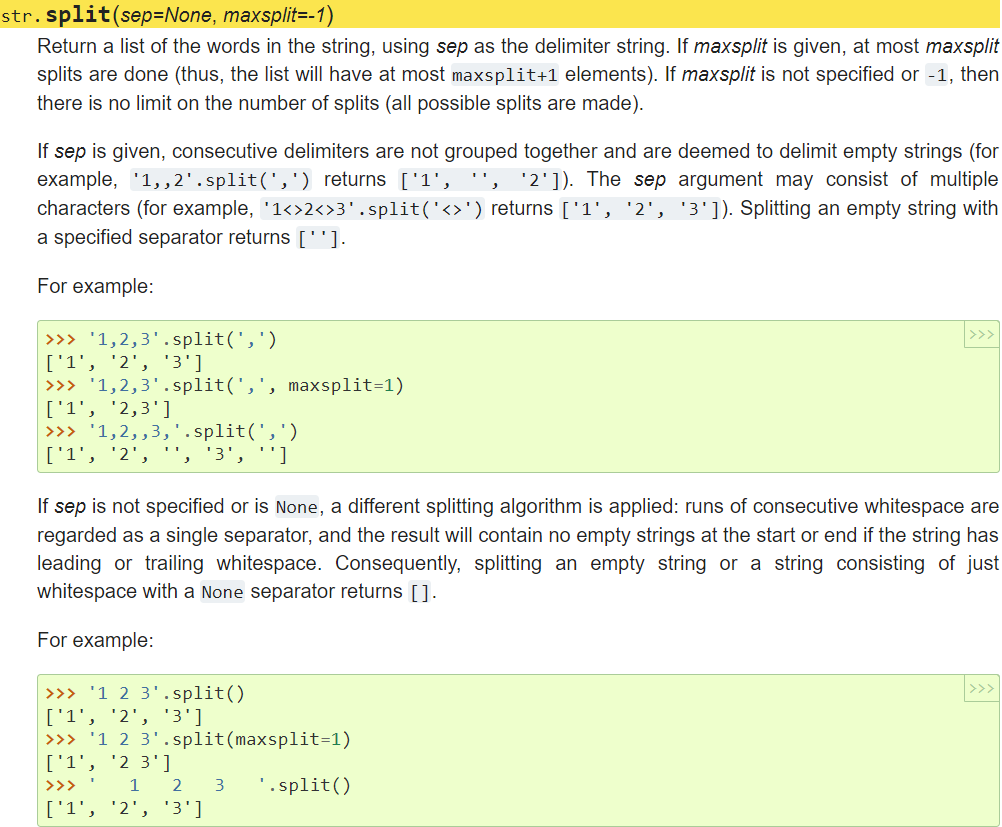 str.split(sep=None, maxsplit=-1)
Return a list of the words in the string, using sep as the delimiter string. If maxsplit is given, at most maxsplit
splits are done (thus, the list will have at most maxsplit+1 elements). If maxsplit is not specified or -1, then
there is no limit on the number of splits (all possible splits are made).
If sep is given, consecutive delimiters are not grouped together and are deemed to delimit empty strings (for
example, '1,,2'.split(',') returns ['1', '', '2']). The sep argument may consist of multiple
characters (for example, '1<>2<>3'.split('<>') returns ['1', '2', '3']). Splitting an empty string with
a specified separator returns [''].
For example:
>>> '1,2,3'.split(',')
>>>
['1', '2', '3']
>>> '1,2,3'.split(',', maxsplit=1)
['1', '2,3']
>>> '1,2,,3,'.split(',')
['1', '2', '', '3', '']
If sep is not specified or is None, a different splitting algorithm is applied: runs of consecutive whitespace are
regarded as a single separator, and the result will contain no empty strings at the start or end if the string has
leading or trailing whitespace. Consequently, splitting an empty string or a string consisting of just
whitespace with a None separator returns [].
For example:
>>> '1 2 3'.split()
>>>
['1', '2', '3']
>>> '1 2 3'.split(maxsplit=1)
['1', '2 3']
>>> '   1   2   3   '.split()
['1', '2', '3']